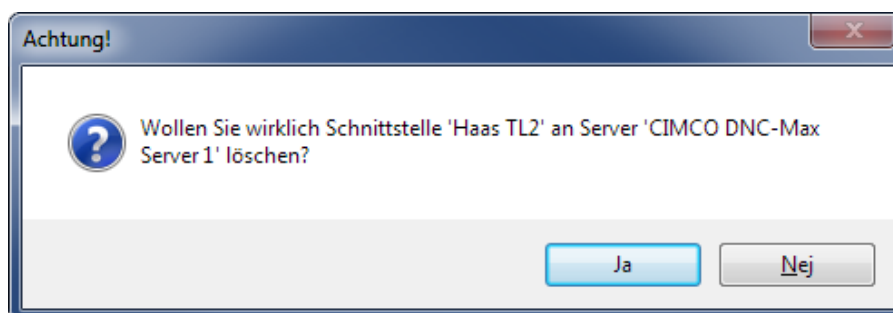 Achtung!
Wollen Sie wirklich Schnittstelle 'Haas TL2' an Server 'CIMCO DNC-Max
Server 1' löschen?
Ja
Nej